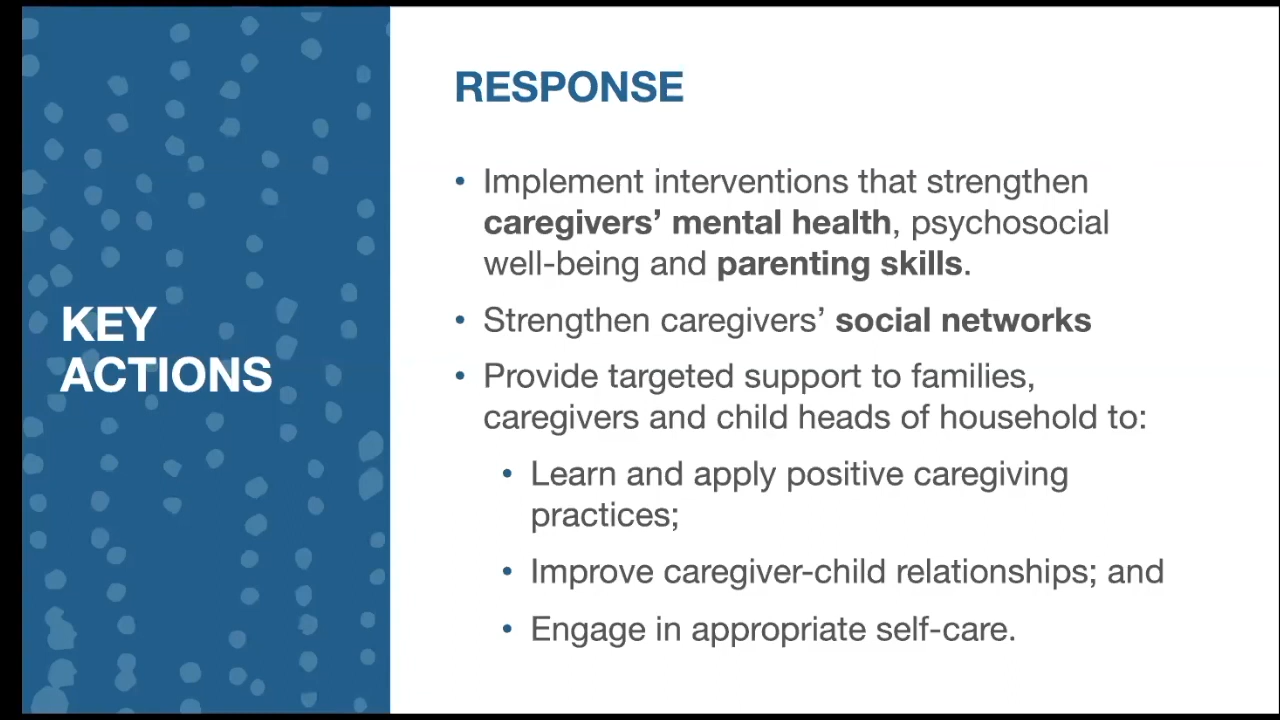 KEY
ACTIONS
RESPONSE
• Implement interventions that strengthen
caregivers’ mental health, psychosocial
well-being and parenting skills.
• Strengthen caregivers’ social networks
• Provide targeted support to families,
caregivers and child heads of household to:
• Learn and apply positive caregiving
practices;
• Improve caregiver-child relationships; and
• Engage in appropriate self-care.